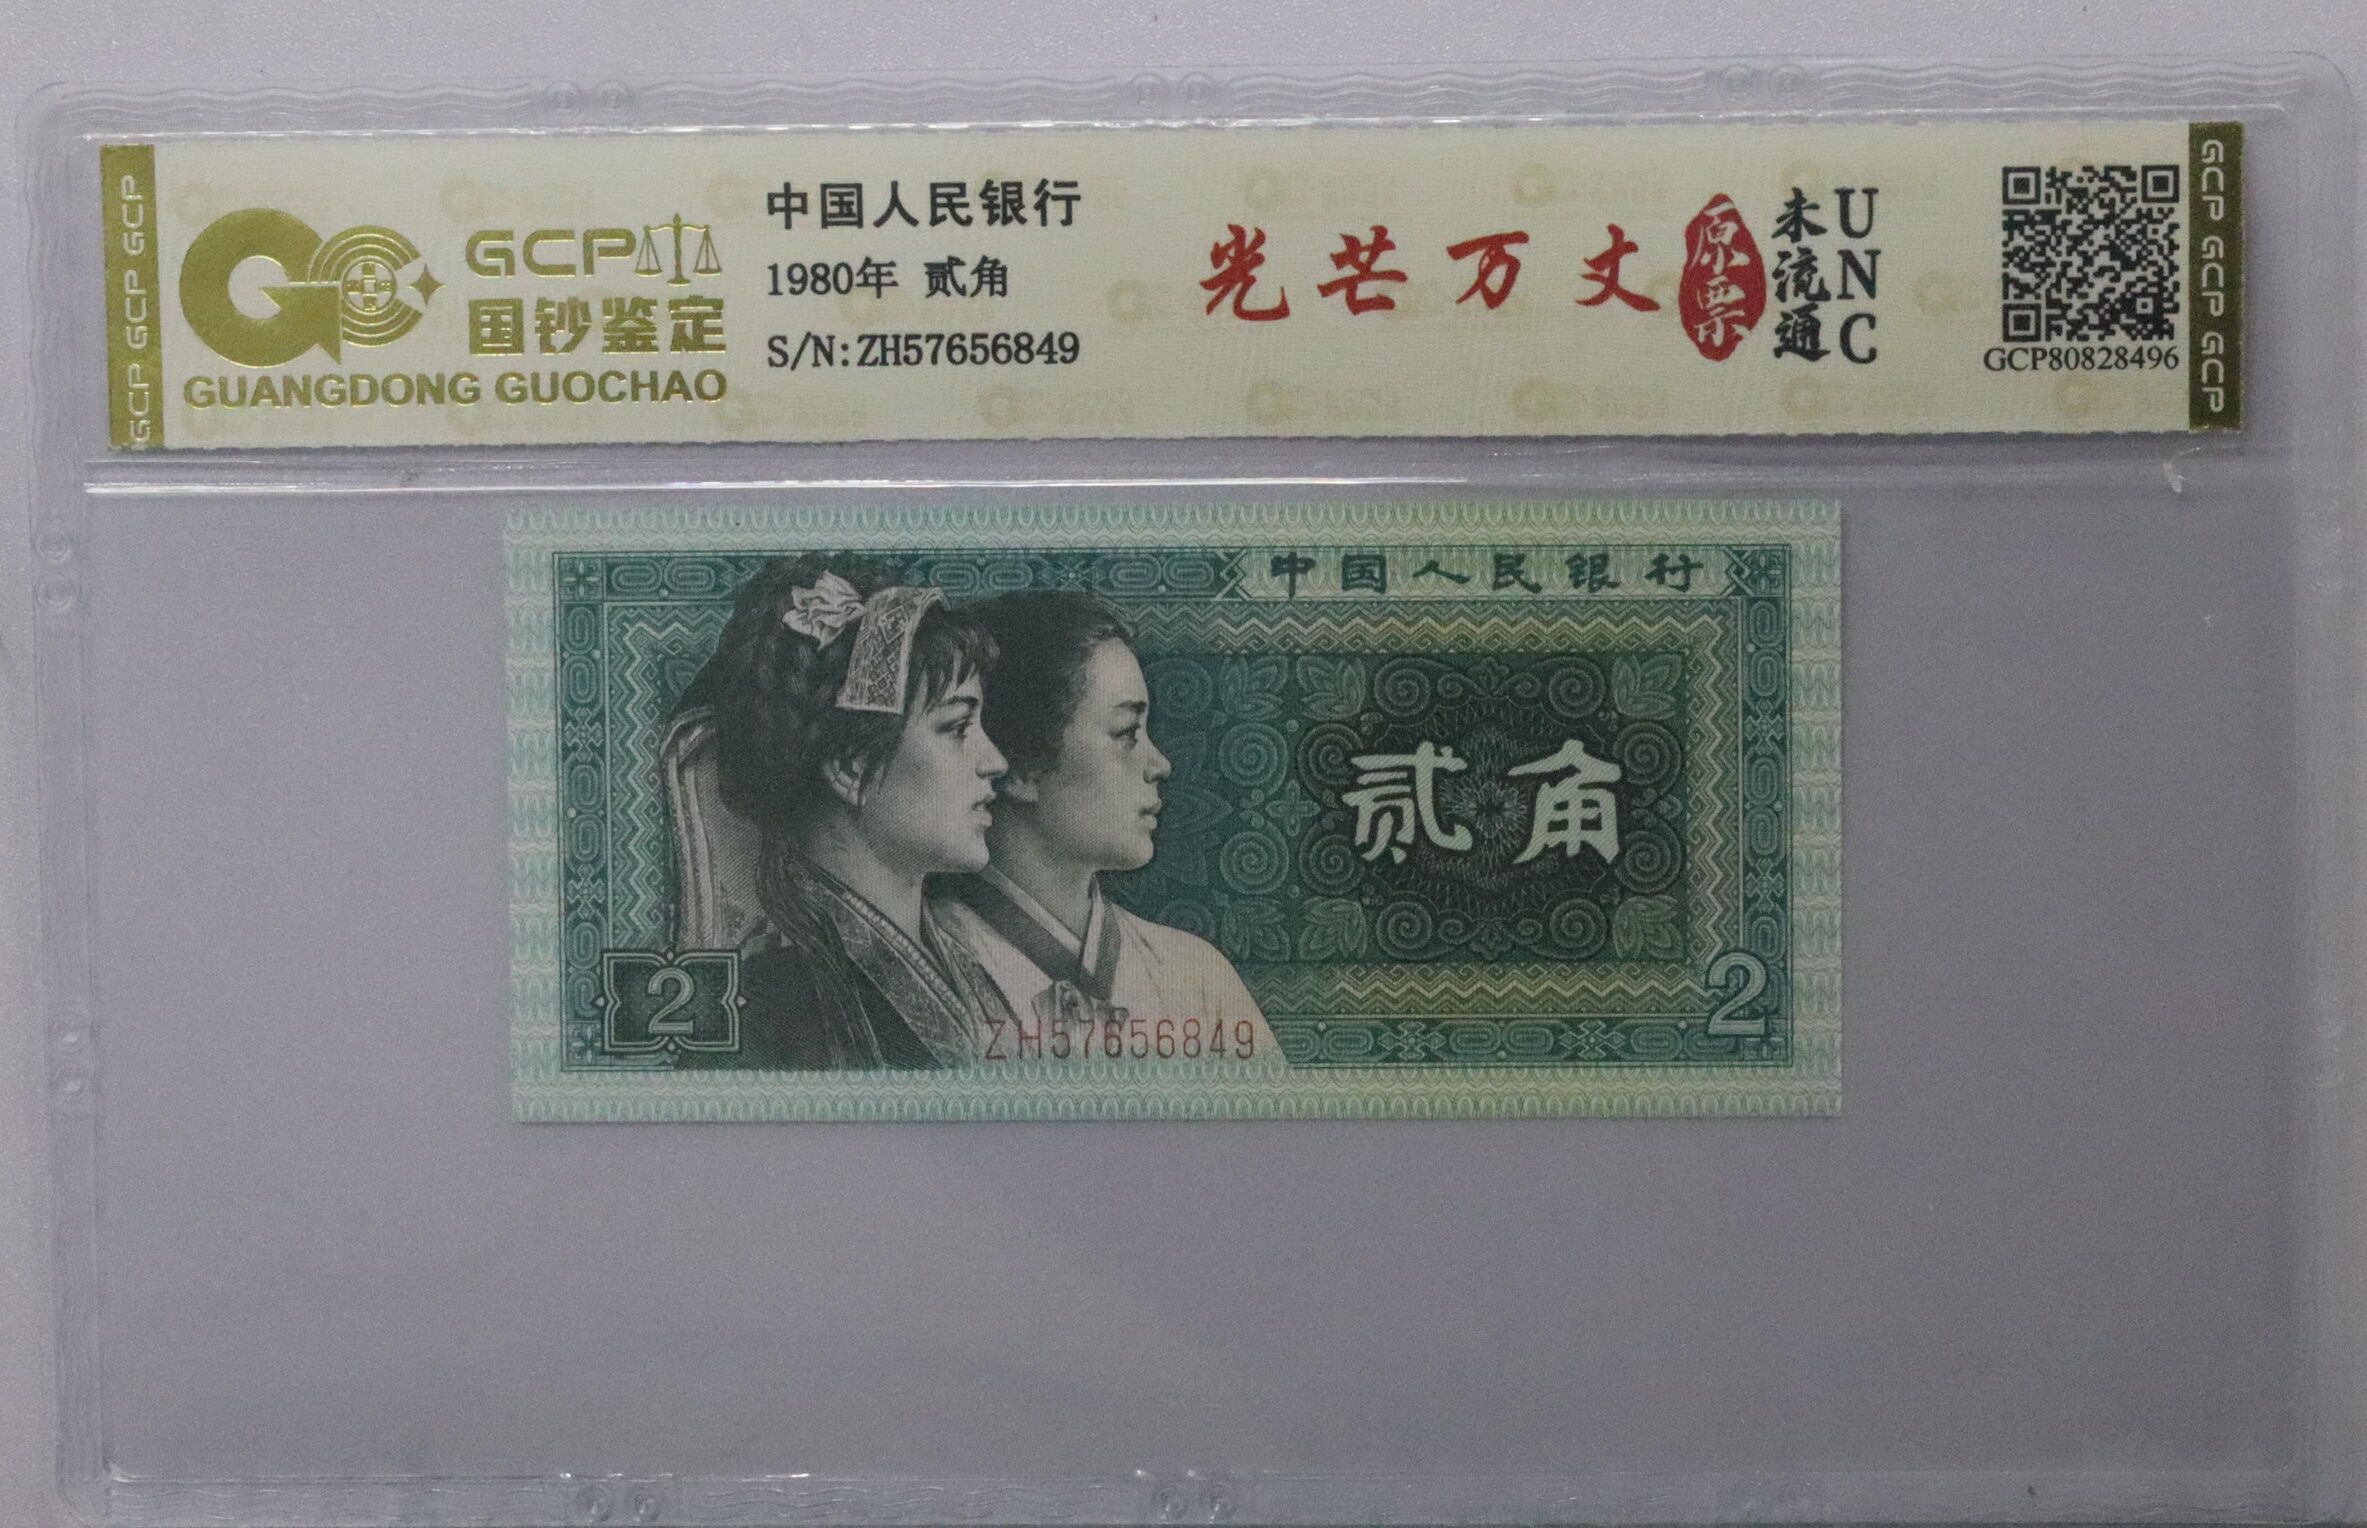 GCP GCP GCP
GCP
国钞鉴定
GUANGDONG GUOCHAO
中国人民银行
1980年 贰角
S/N:ZH57656849
光芒万丈
原票
未流通
UNC
GCP80828496
GCP GCP GCP
中国人民银行
贰角
2
2
ZH57656849